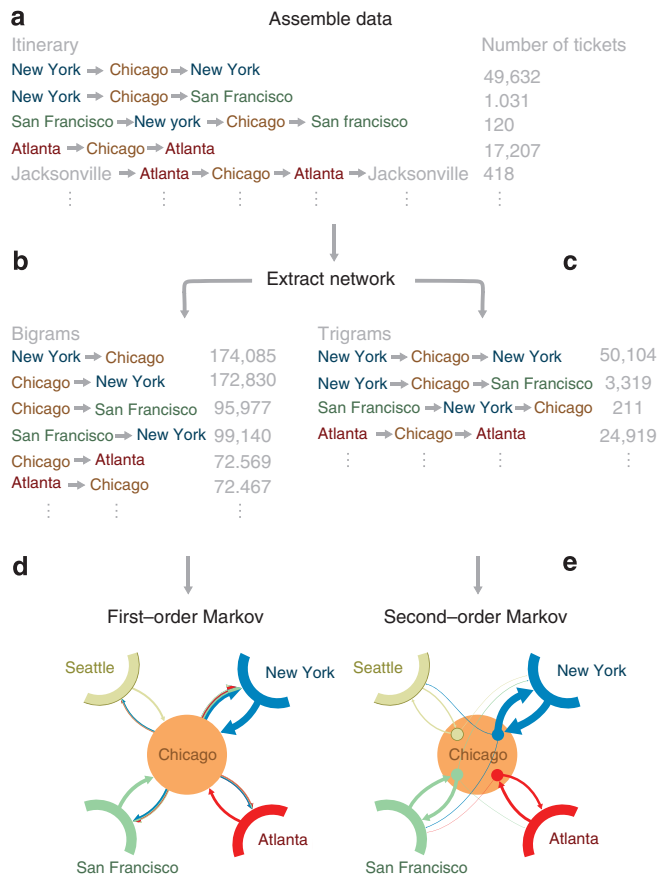 a
Assemble data
Itinerary Number of tickets
New York → Chicago → New York 49,632
New York → Chicago → San Francisco 1.031
San Francisco → New york → Chicago → San francisco 120
Atlanta → Chicago → Atlanta 17,207
Jacksonville → Atlanta → Chicago → Atlanta → Jacksonville 418
⋮ ⋮ ⋮ ⋮ ⋮ ⋮
b c
Extract network
Bigrams
New York → Chicago 174,085
Chicago → New York 172,830
Chicago → San Francisco 95,977
San Francisco → New York 99,140
Chicago → Atlanta 72.569
Atlanta → Chicago 72.467
⋮ ⋮ ⋮
Trigrams
New York → Chicago → New York 50,104
New York → Chicago → San Francisco 3,319
San Francisco → New York → Chicago 211
Atlanta → Chicago → Atlanta 24,919
⋮ ⋮ ⋮ ⋮
d
First–order Markov
Seattle
New York
Chicago
San Francisco
Atlanta
e
Second–order Markov
Seattle
New York
Chicago
San Francisco
Atlanta